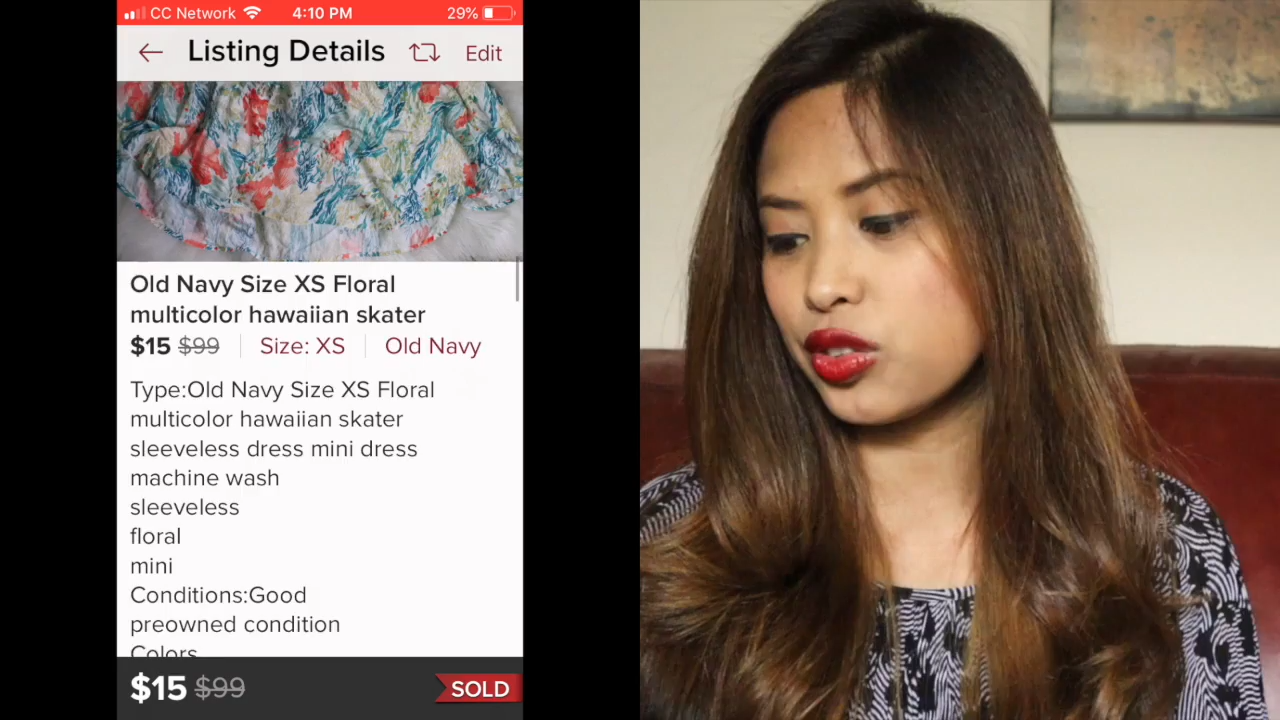 CC Network 4:10 PM 29%
Listing Details Edit
Old Navy Size XS Floral
multicolor hawaiian skater
$15 $99 Size: XS Old Navy
Type:Old Navy Size XS Floral
multicolor hawaiian skater
sleeveless dress mini dress
machine wash
sleeveless
floral
mini
Conditions:Good
preowned condition
Colors
$15 $99 SOLD